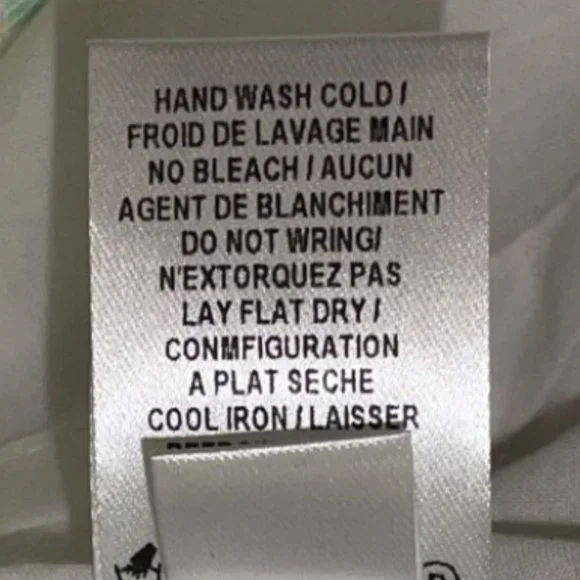 HAND WASH COLD /
FROID DE LAVAGE MAIN
NO BLEACH / AUCUN
AGENT DE BLANCHIMENT
DO NOT WRING/
N'EXTORQUEZ PAS
LAY FLAT DRY /
CONMFIGURATION
A PLAT SECHE
COOL IRON / LAISSER